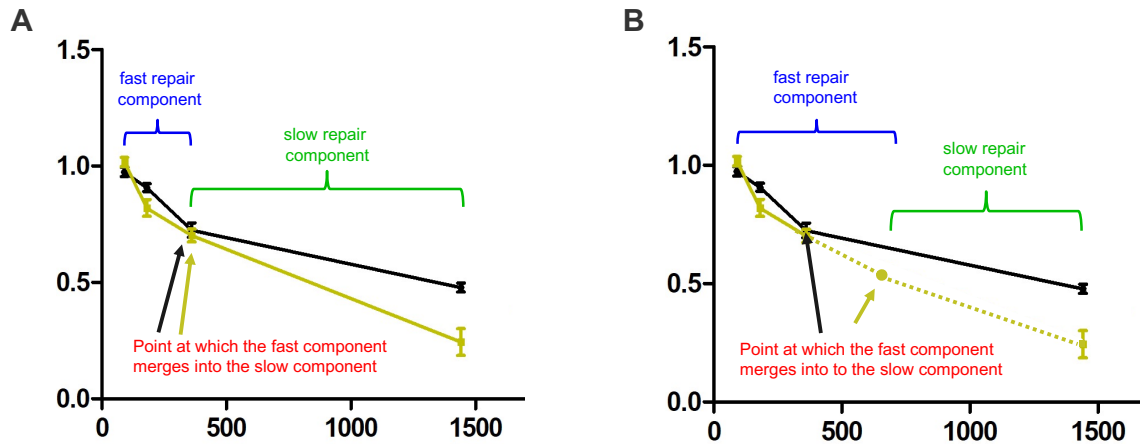 A
1.5
fast repair
component
slow repair
component
1.0
0.5
Point at which the fast component
merges into the slow component
0.0
0
500
1000
1500
B
1.5
fast repair
component
slow repair
component
1.0
0.5
Point at which the fast component
merges into to the slow component
0.0
0
500
1000
1500